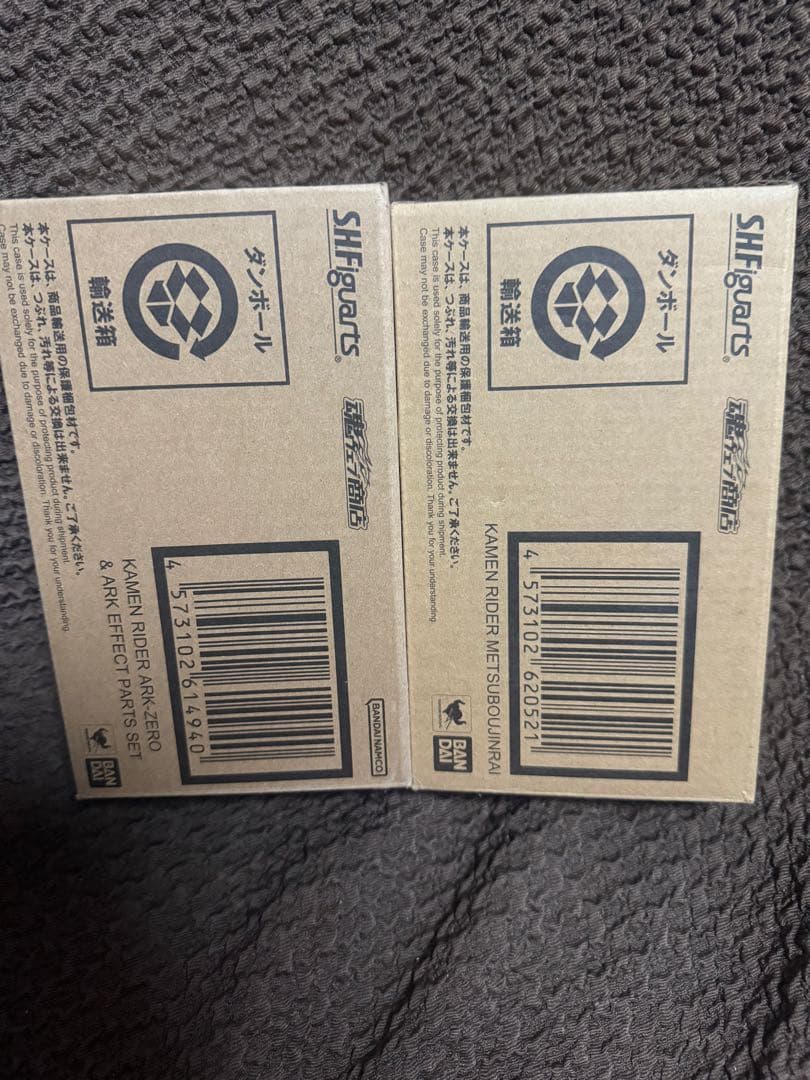 SHFiguarts®
魂ウェブ商店
ダンボール
輸送箱
本ケースは、商品輸送用の保護梱包材です。
本ケースは、つぶれ、汚れ等による交換は出来ません。ご了承ください。
This case is used solely for the purpose of protecting product during shipment.
Case may not be exchanged due to damage or discoloration. Thank you for your understanding.
4 573102 614940
KAMEN RIDER ARK-ZERO
& ARK EFFECT PARTS SET
BANDAI NAMCO
BAN
DAI
SHFiguarts®
魂ウェブ商店
ダンボール
輸送箱
本ケースは、商品輸送用の保護梱包材です。
本ケースは、つぶれ、汚れ等による交換は出来ません。ご了承ください。
This case is used solely for the purpose of protecting product during shipment.
Case may not be exchanged due to damage or discoloration. Thank you for your understanding.
4 573102 620521
KAMEN RIDER METSUBOUJINRAI
BAN
DAI